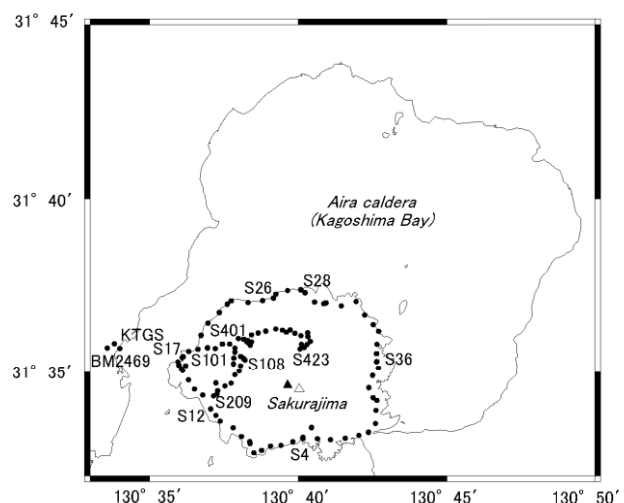 31° 45′
31° 40′
Aira caldera
(Kagoshima Bay)
S26 S28
S401
KTGS
S17
BM2469
S101 S108 S423 S36
31° 35′
S209 Sakurajima
S12
S4
130° 35′ 130° 40′ 130° 45′ 130° 50′